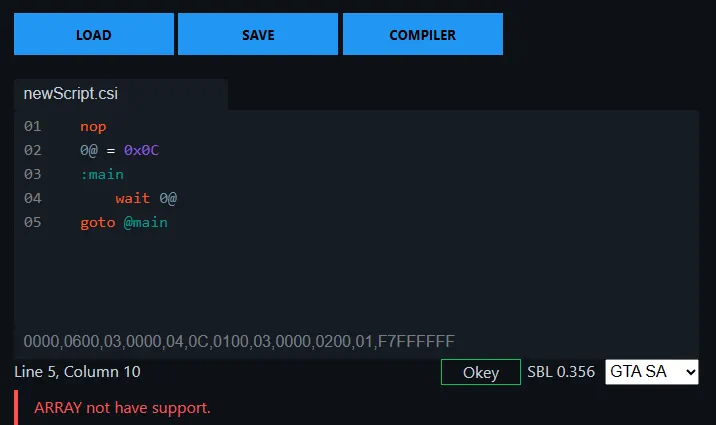 LOAD SAVE COMPILER
newScript.csi
01 nop
02 0@ = 0x0C
03 :main
04 wait 0@
05 goto @main
0000,0600,03,0000,04,0C,0100,03,0000,0200,01,F7FFFFFF
Line 5, Column 10 Okey SBL 0.356 GTA SA
ARRAY not have support.